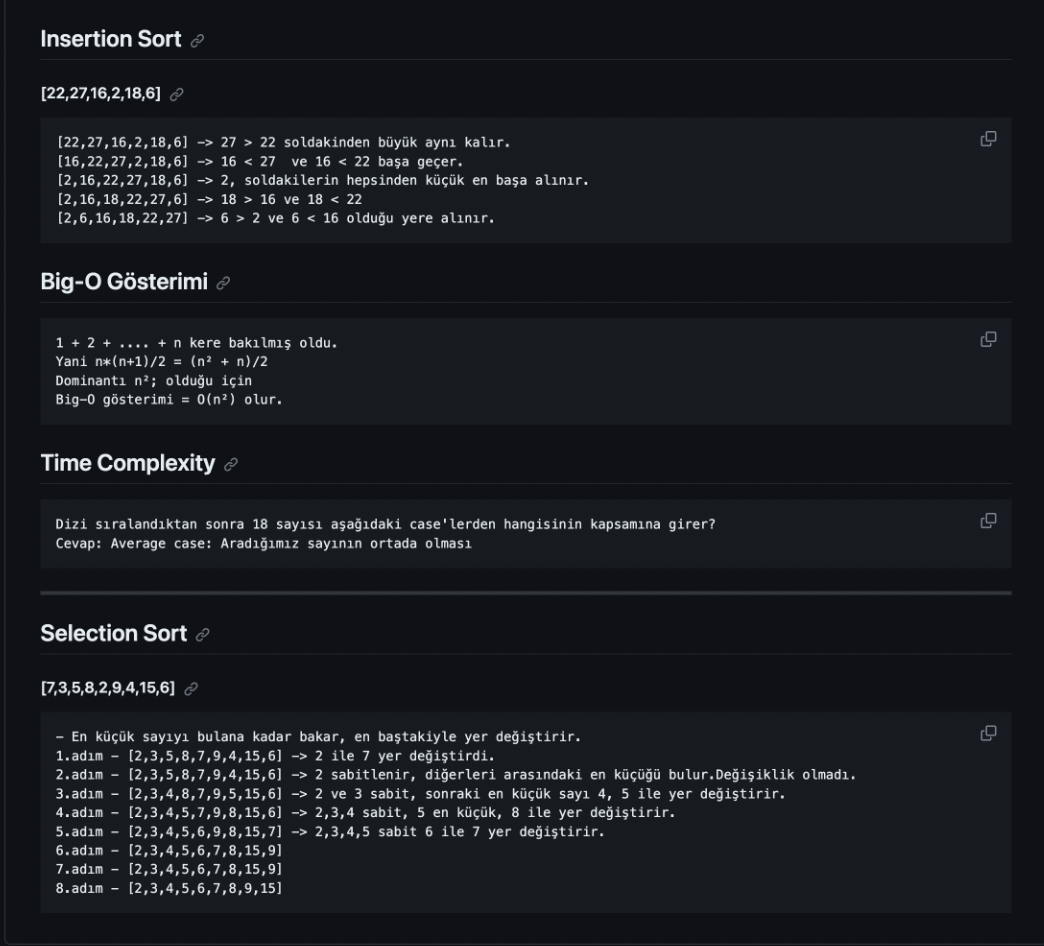 Insertion Sort
[22,27,16,2,18,6]
[22,27,16,2,18,6] -> 27 > 22 soldakinden büyük aynı kalır.
[16,22,27,2,18,6] -> 16 < 27  ve 16 < 22 başa geçer.
[2,16,22,27,18,6] -> 2, soldakilerin hepsinden küçük en başa alınır.
[2,16,18,22,27,6] -> 18 > 16 ve 18 < 22
[2,6,16,18,22,27] -> 6 > 2 ve 6 < 16 olduğu yere alınır.
Big-O Gösterimi
1 + 2 + .... + n kere bakılmış oldu.
Yani n*(n+1)/2 = (n² + n)/2
Dominantı n²; olduğu için
Big-O gösterimi = O(n²) olur.
Time Complexity
Dizi sıralandıktan sonra 18 sayısı aşağıdaki case'lerden hangisinin kapsamına girer?
Cevap: Average case: Aradığımız sayının ortada olması
Selection Sort
[7,3,5,8,2,9,4,15,6]
- En küçük sayıyı bulana kadar bakar, en baştakiyle yer değiştirir.
1.adım - [2,3,5,8,7,9,4,15,6] -> 2 ile 7 yer değiştirdi.
2.adım - [2,3,5,8,7,9,4,15,6] -> 2 sabitlenir, diğerleri arasındaki en küçüğü bulur.Değişiklik olmadı.
3.adım - [2,3,4,8,7,9,5,15,6] -> 2 ve 3 sabit, sonraki en küçük sayı 4, 5 ile yer değiştirir.
4.adım - [2,3,4,5,7,9,8,15,6] -> 2,3,4 sabit, 5 en küçük, 8 ile yer değiştirir.
5.adım - [2,3,4,5,6,9,8,15,7] -> 2,3,4,5 sabit 6 ile 7 yer değiştirir.
6.adım - [2,3,4,5,6,7,8,15,9]
7.adım - [2,3,4,5,6,7,8,15,9]
8.adım - [2,3,4,5,6,7,8,9,15]